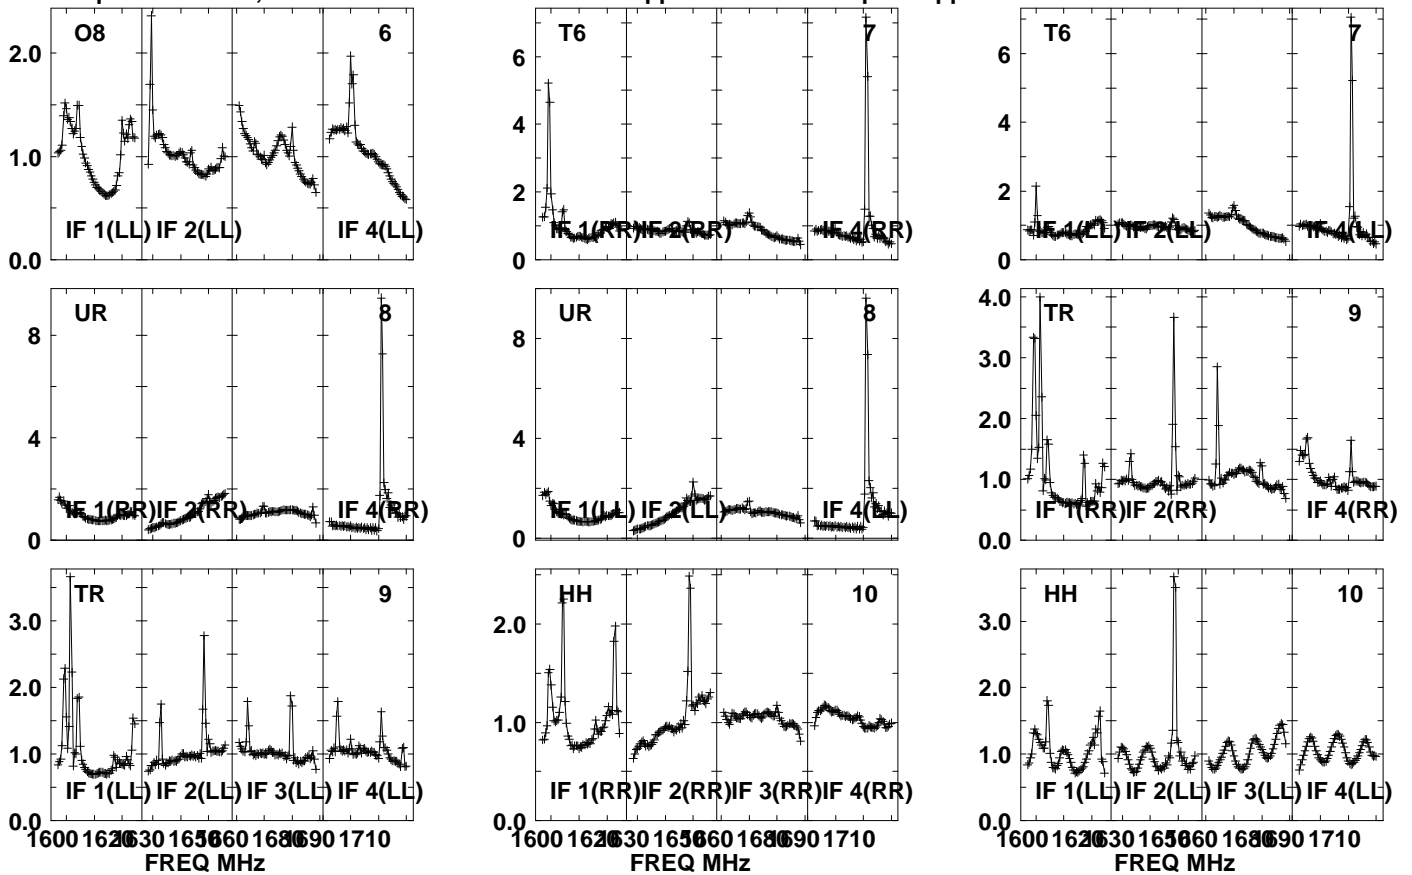 O8 6
2.0
1.0
0.0
IF 1(LL) IF 2(LL) IF 4(LL)
T6 7
6
4
2
0
IF 1(RR) IF 2(RR) IF 4(RR)
T6 7
6
4
2
0
IF 1(LL) IF 2(LL) IF 4(LL)
UR 8
8
4
0
IF 1(RR) IF 2(RR) IF 4(RR)
UR 8
8
4
0
IF 1(LL) IF 2(LL) IF 4(LL)
TR 9
4.0
3.0
2.0
1.0
0.0
IF 1(RR) IF 2(RR) IF 4(RR)
TR 9
3.0
2.0
1.0
0.0
IF 1(LL) IF 2(LL) IF 3(LL) IF 4(LL)
1600 1620 1630 1650 1660 1680 1690 1710
FREQ MHz
HH 10
2.0
1.0
0.0
IF 1(RR) IF 2(RR) IF 3(RR) IF 4(RR)
1600 1620 1630 1650 1660 1680 1690 1710
FREQ MHz
HH 10
3.0
2.0
1.0
0.0
IF 1(LL) IF 2(LL) IF 3(LL) IF 4(LL)
1600 1620 1630 1650 1660 1680 1690 1710
FREQ MHz